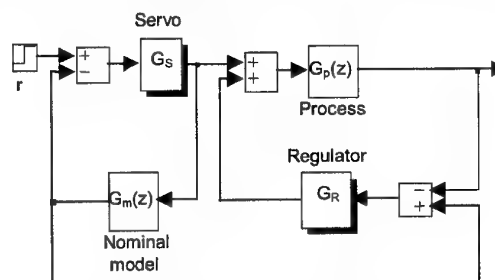 Servo
r
+
−
G_S
+
+
G_p(z)
Process
Regulator
G_R
−
+
G_m(z)
Nominal
model